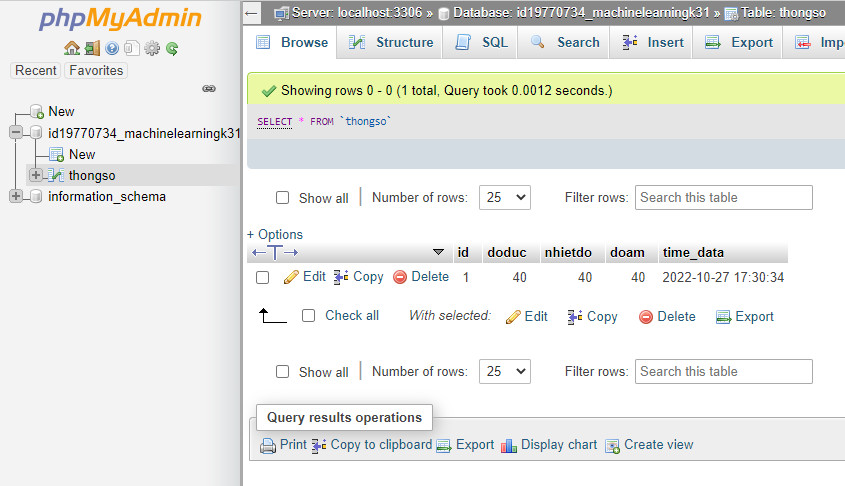 phpMyAdmin
Recent Favorites
New
id19770734_machinelearningk31
New
thongso
information_schema
Server: localhost:3306 » Database: id19770734_machinelearningk31 » Table: thongso
Browse Structure SQL Search Insert Export Imp
Showing rows 0 - 0 (1 total, Query took 0.0012 seconds.)
SELECT * FROM `thongso`
Show all Number of rows: 25 Filter rows: Search this table
+ Options
←T→ id doduc nhietdo doam time_data
Edit Copy Delete 1 40 40 40 2022-10-27 17:30:34
Check all With selected: Edit Copy Delete Export
Show all Number of rows: 25 Filter rows: Search this table
Query results operations
Print Copy to clipboard Export Display chart Create view